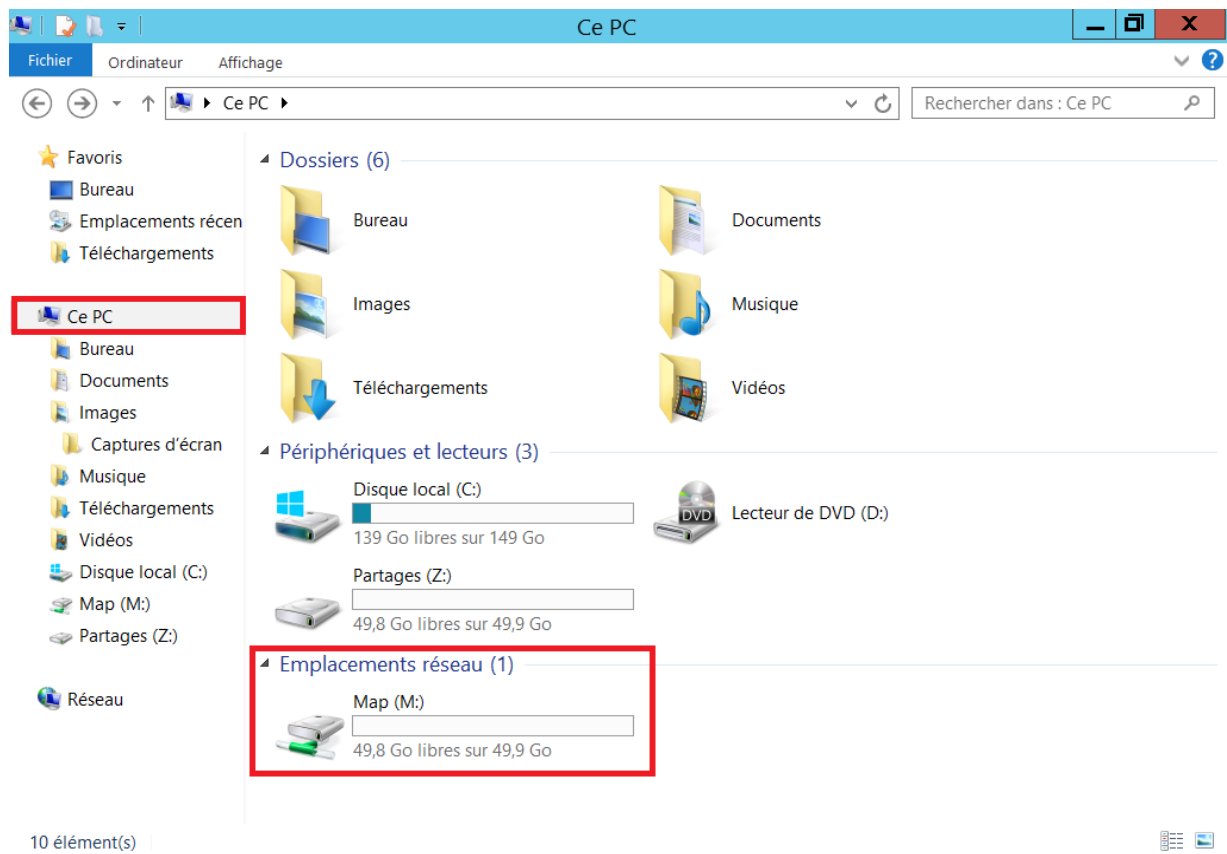 Ce PC
Fichier Ordinateur Affichage
Ce PC
Rechercher dans : Ce PC
Favoris
Bureau
Emplacements récen
Téléchargements
Ce PC
Bureau
Documents
Images
Captures d'écran
Musique
Téléchargements
Vidéos
Disque local (C:)
Map (M:)
Partages (Z:)
Réseau
Dossiers (6)
Bureau
Documents
Images
Musique
Téléchargements
Vidéos
Périphériques et lecteurs (3)
Disque local (C:)
139 Go libres sur 149 Go
DVD
Lecteur de DVD (D:)
Partages (Z:)
49,8 Go libres sur 49,9 Go
Emplacements réseau (1)
Map (M:)
49,8 Go libres sur 49,9 Go
10 élément(s)